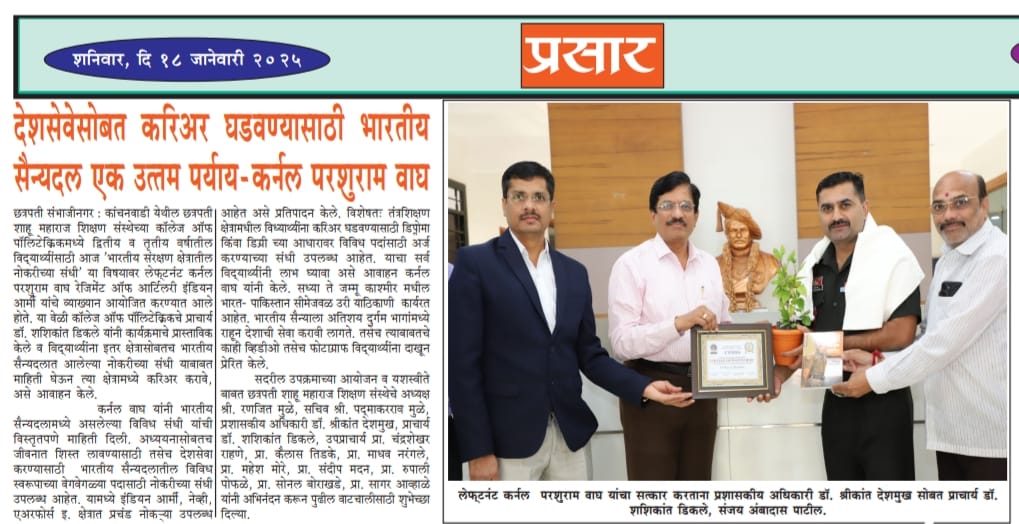 शनिवार, दि १८ जानेवारी २०२५
प्रसार
देशसेवेसोबत करिअर घडवण्यासाठी भारतीय
सैन्यदल एक उत्तम पर्याय-कर्नल परशुराम वाघ
छत्रपती संभाजीनगर : कांचनवाडी येथील छत्रपती
शाहू महाराज शिक्षण संस्थेच्या कॉलेज ऑफ
पॉलिटेक्निकमध्ये द्वितीय व तृतीय वर्षातील
विद्यार्थ्यांसाठी आज 'भारतीय संरक्षण क्षेत्रातील
नोकरीच्या संधी' या विषयावर लेफ्टनंट कर्नल
परशुराम वाघ रेजिमेंट ऑफ आर्टिलरी इंडियन
आर्मी यांचे व्याख्यान आयोजित करण्यात आले
होते. या वेळी कॉलेज ऑफ पॉलिटेक्निकचे प्राचार्य
डॉ. शशिकांत डिकले यांनी कार्यक्रमाचे प्रास्ताविक
केले व विद्यार्थ्यांना इतर क्षेत्रासोबतच भारतीय
सैन्यदलात आलेल्या नोकरीच्या संधी याबाबत
माहिती घेऊन त्या क्षेत्रामध्ये करिअर करावे,
असे आवाहन केले.
कर्नल वाघ यांनी भारतीय
सैन्यदलामध्ये असलेल्या विविध संधी यांची
विस्तृतपणे माहिती दिली. अध्ययनासोबतच
जीवनात शिस्त लावण्यासाठी तसेच देशसेवा
करण्यासाठी भारतीय सैन्यदलातील विविध
स्वरूपाच्या वेगवेगळ्या पदासाठी नोकरीच्या संधी
उपलब्ध आहेत. यामध्ये इंडियन आर्मी, नेव्ही,
एअरफोर्स इ. क्षेत्रात प्रचंड नोकऱ्या उपलब्ध
आहेत असे प्रतिपादन केले. विशेषतः तंत्रशिक्षण
क्षेत्रामधील विध्यार्थ्यांना करिअर घडवण्यासाठी डिप्लोमा
किंवा डिग्री च्या आधारावर विविध पदांसाठी अर्ज
करण्याच्या संधी उपलब्ध आहेत. याचा सर्व
विद्यार्थ्यांनी लाभ घ्यावा असे आवाहन कर्नल
वाघ यांनी केले. सध्या ते जम्मू काश्मीर मधील
भारत- पाकिस्तान सीमेजवळ उरी याठिकाणी कार्यरत
आहेत. भारतीय सैन्याला अतिशय दुर्गम भागांमध्ये
राहून देशाची सेवा करावी लागते. तसेच त्याबाबतचे
काही व्हिडीओ तसेच फोटोग्राफ विद्यार्थ्यांना दाखून
प्रेरित केले.
सदरील उपक्रमाच्या आयोजन व यशस्वीते
बाबत छत्रपती शाहू महाराज शिक्षण संस्थेचे अध्यक्ष
श्री. रणजित मुळे, सचिव श्री. पद्माकरराव मुळे,
प्रशासकीय अधिकारी डॉ. श्रीकांत देशमुख, प्राचार्य
डॉ. शशिकांत डिकले, उपप्राचार्य प्रा. चंद्रशेखर
राहणे, प्रा. कैलास तिडके, प्रा. माधव नरंगले,
प्रा. महेश मोरे, प्रा. संदीप मदन, प्रा. रुपाली
पोफळे, प्रा. सोनल बोराखडे, प्रा. सागर आव्हाळे
यांनी अभिनंदन करून पुढील वाटचालीसाठी शुभेच्छा
दिल्या.
लेफ्टनंट कर्नल परशुराम वाघ यांचा सत्कार करताना प्रशासकीय अधिकारी डॉ. श्रीकांत देशमुख सोबत प्राचार्य डॉ.
शशिकांत डिकले, संजय अंबादास पाटील.